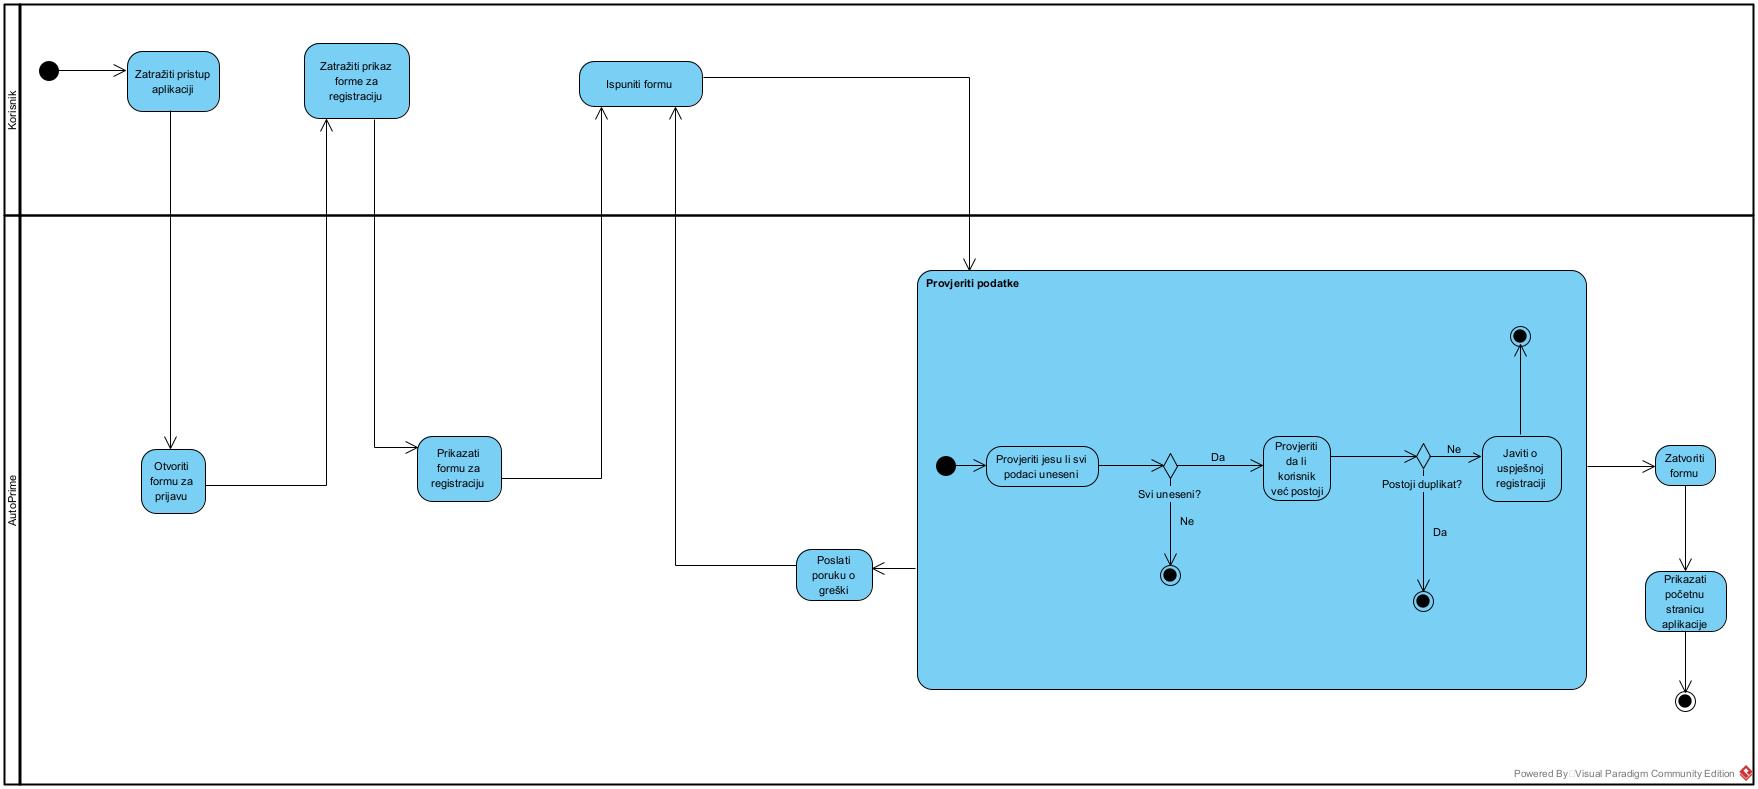 Korisnik
Zatražiti pristup
aplikaciji
Zatražiti prikaz
forme za
registraciju
Ispuniti formu
AutoPrime
Otvoriti
formu za
prijavu
Prikazati
formu za
registraciju
Poslati
poruku o
greški
Provjeriti podatke
Provjeriti jesu li svi
podaci uneseni
Svi uneseni?
Da
Ne
Provjeriti
da li
korisnik
već postoji
Postoji duplikat?
Ne
Da
Javiti o
uspješnoj
registraciji
Zatvoriti
formu
Prikazati
početnu
stranicu
aplikacije
Powered By Visual Paradigm Community Edition